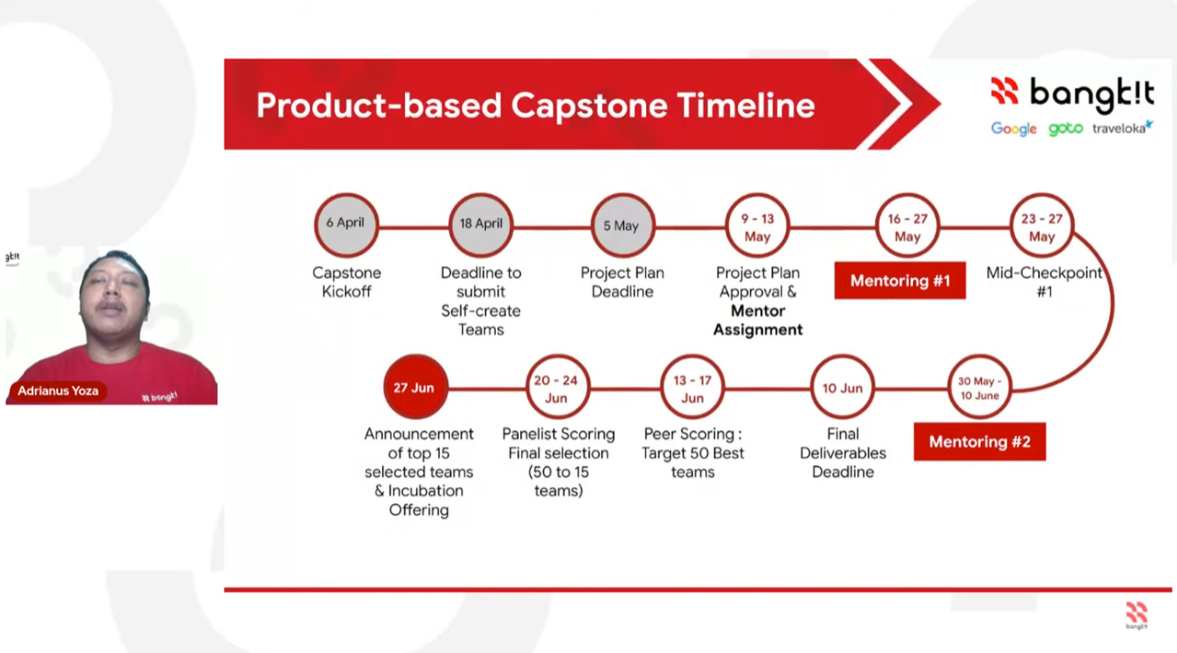 Product-based Capstone Timeline
bangk!t
Google goto traveloka
6 April
Capstone
Kickoff
18 April
Deadline to
submit
Self-create
Teams
5 May
Project Plan
Deadline
9 - 13
May
Project Plan
Approval &
Mentor
Assignment
16 - 27
May
Mentoring #1
23 - 27
May
Mid-Checkpoint
#1
30 May -
10 June
Mentoring #2
10 Jun
Final
Deliverables
Deadline
13 - 17
Jun
Peer Scoring :
Target 50 Best
teams
20 - 24
Jun
Panelist Scoring
Final selection
(50 to 15
teams)
27 Jun
Announcement
of top 15
selected teams
& Incubation
Offering
gk!t
Adrianus Yoza
bangk!
bangk!t